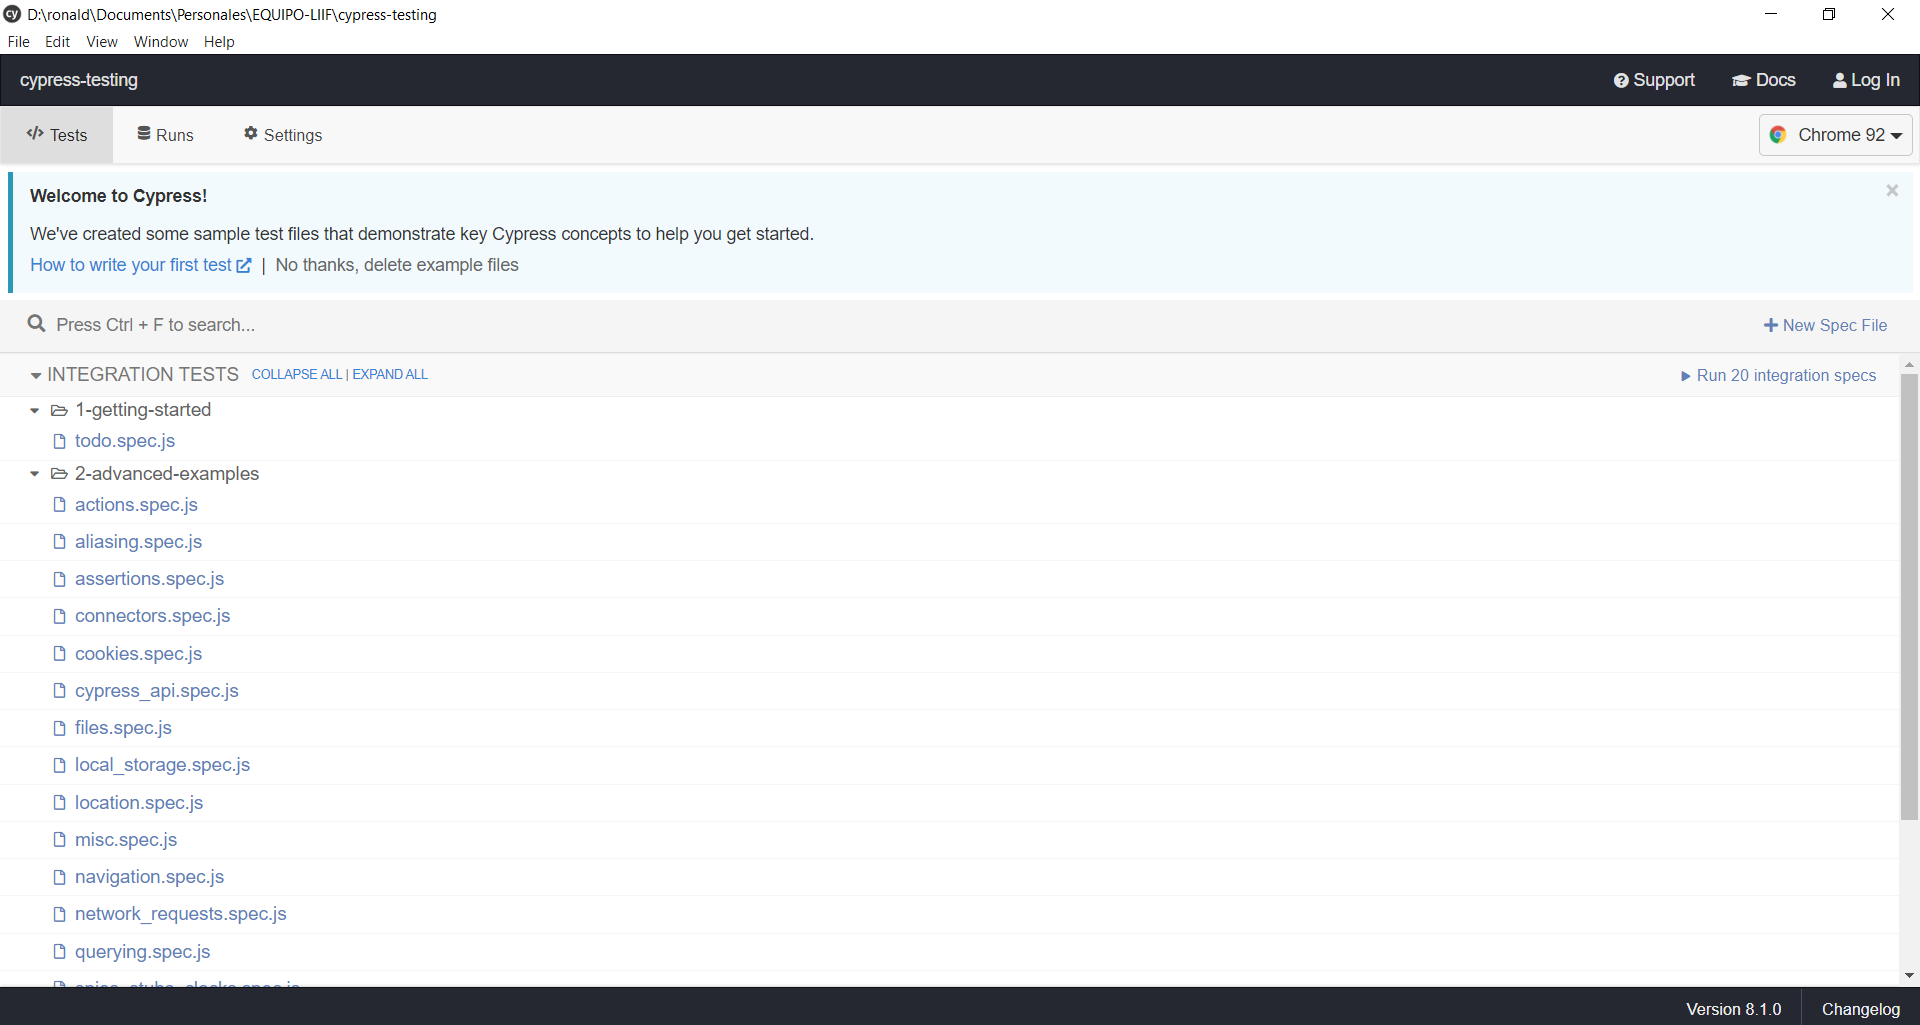 cy D:\ronald\Documents\Personales\EQUIPO-LIIF\cypress-testing
File Edit View Window Help
cypress-testing Support Docs Log In
Tests Runs Settings Chrome 92
Welcome to Cypress!
We've created some sample test files that demonstrate key Cypress concepts to help you get started.
How to write your first test | No thanks, delete example files
Press Ctrl + F to search... New Spec File
INTEGRATION TESTS COLLAPSE ALL | EXPAND ALL Run 20 integration specs
1-getting-started
todo.spec.js
2-advanced-examples
actions.spec.js
aliasing.spec.js
assertions.spec.js
connectors.spec.js
cookies.spec.js
cypress_api.spec.js
files.spec.js
local_storage.spec.js
location.spec.js
misc.spec.js
navigation.spec.js
network_requests.spec.js
querying.spec.js
Version 8.1.0 Changelog